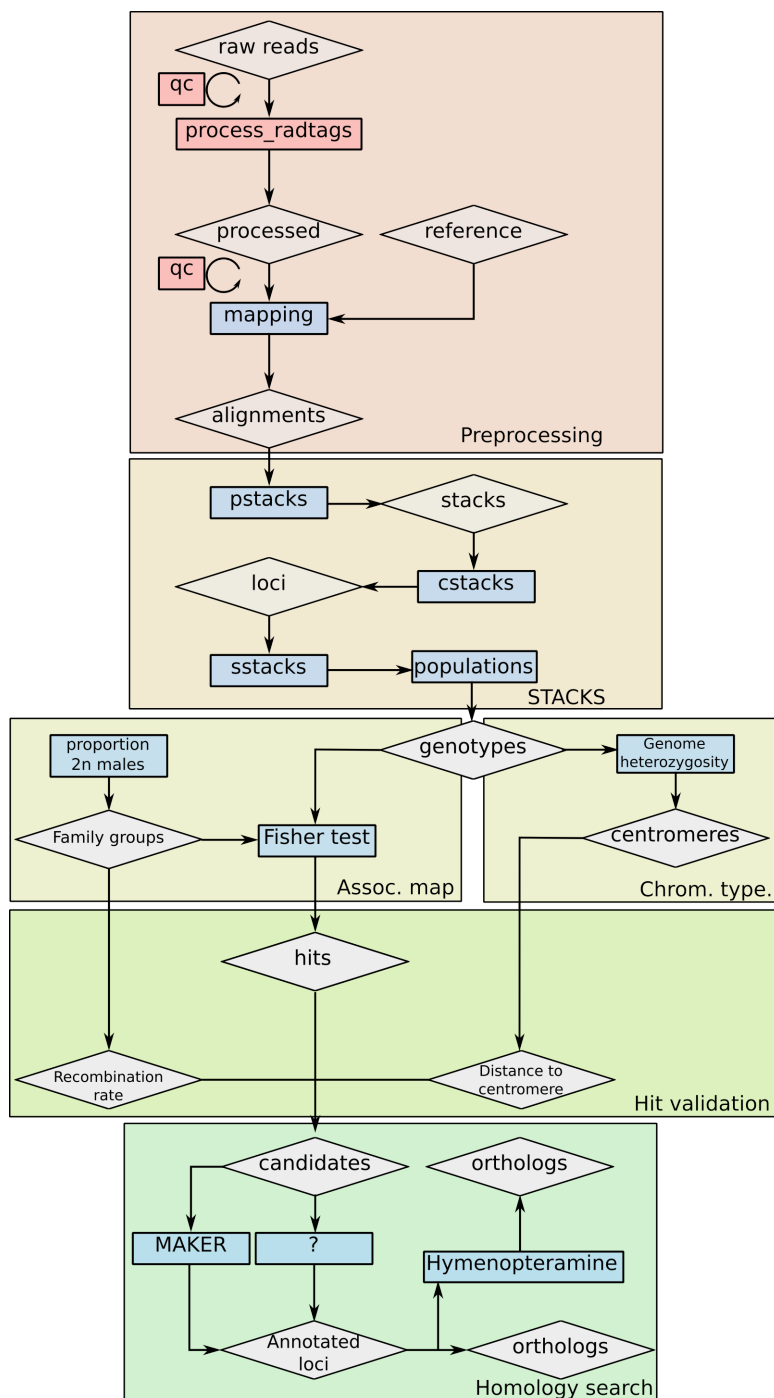 raw reads
qc
process_radtags
processed
reference
qc
mapping
alignments
Preprocessing
pstacks
stacks
loci
cstacks
sstacks
populations
STACKS
proportion
2n males
genotypes
Genome
heterozygosity
Family groups
Fisher test
centromeres
Assoc. map
Chrom. type.
hits
Recombination
rate
Distance to
centromere
Hit validation
candidates
orthologs
MAKER
?
Hymenopteramine
Annotated
loci
orthologs
Homology search